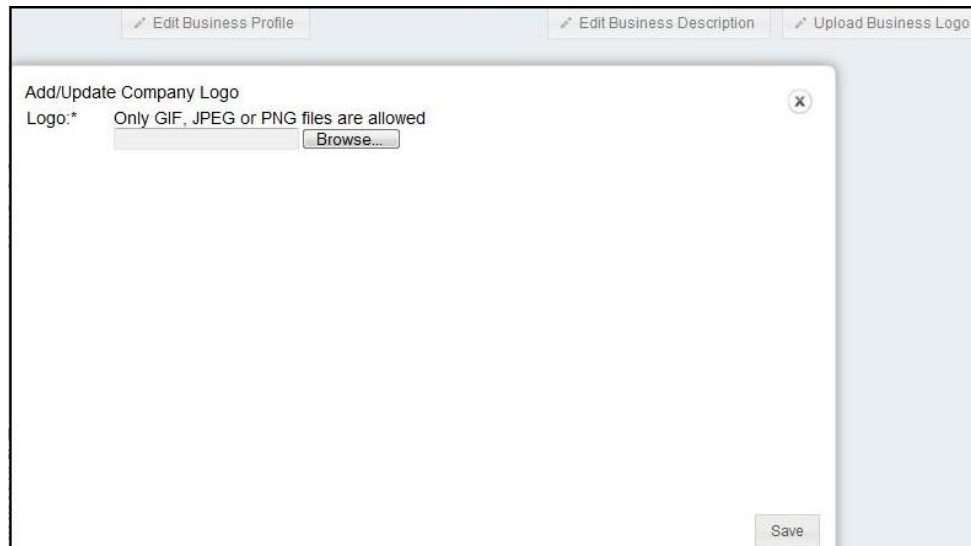 Edit Business Profile
Edit Business Description
Upload Business Logo
Add/Update Company Logo
x
Logo:* Only GIF, JPEG or PNG files are allowed
Browse...
Save